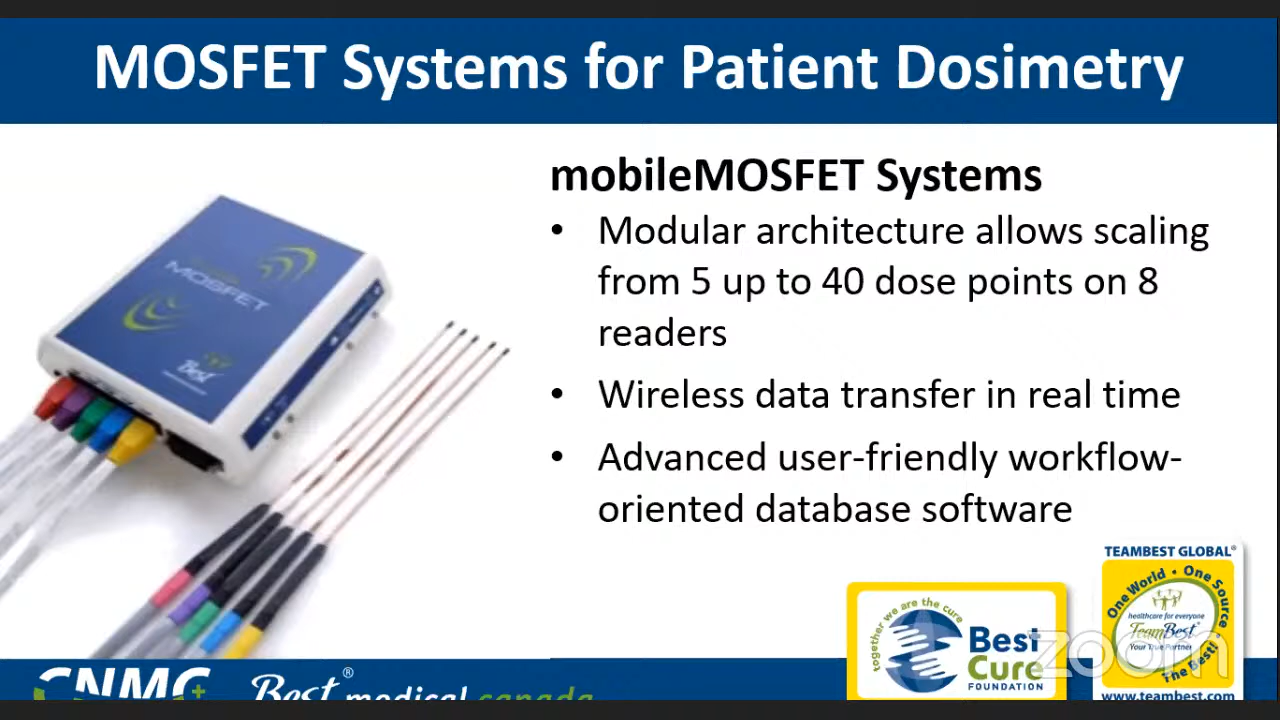 MOSFET Systems for Patient Dosimetry
mobileMOSFET Systems
• Modular architecture allows scaling
from 5 up to 40 dose points on 8
readers
• Wireless data transfer in real time
• Advanced user-friendly workflow-
oriented database software
MOSFET
Best
TEAMBEST GLOBAL®
One World • One Source
healthcare for everyone
TeamBest®
Your True Partner
The Best!
www.teambest.com
together we are the cure
Best
Cure
FOUNDATION
zoom
CNMC+
Best® medical canada